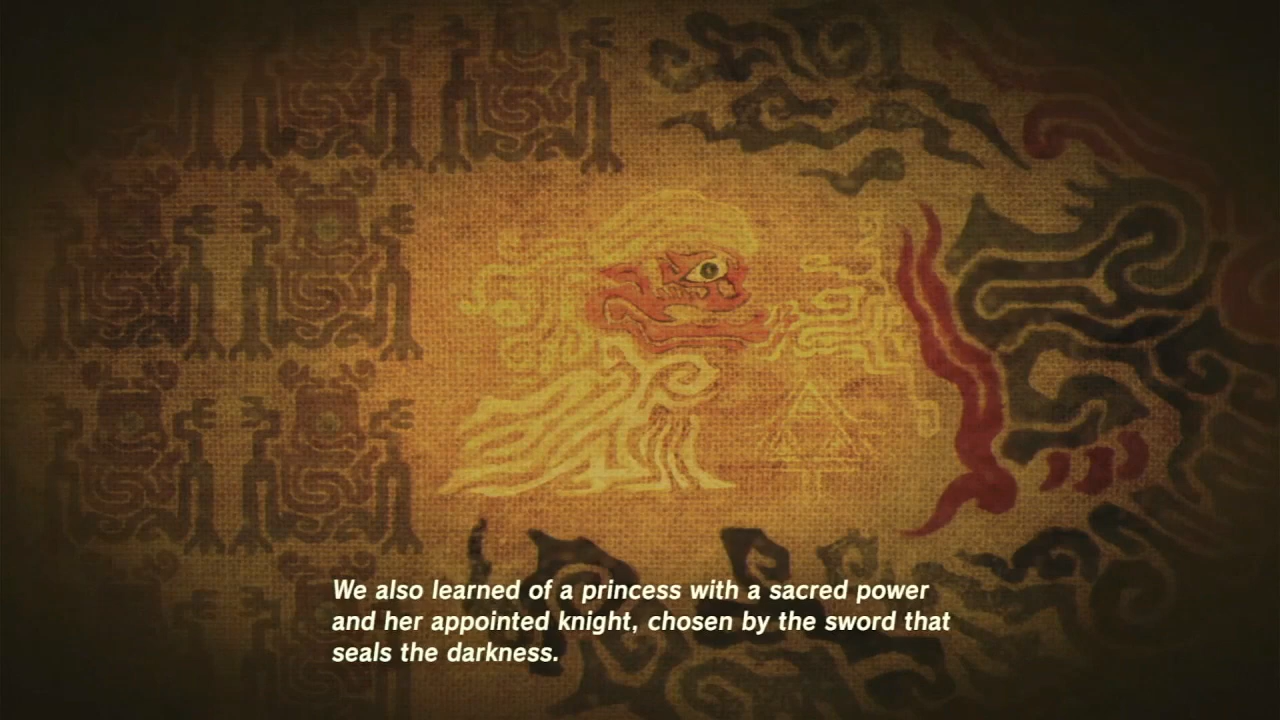 We also learned of a princess with a sacred power
and her appointed knight, chosen by the sword that
seals the darkness.